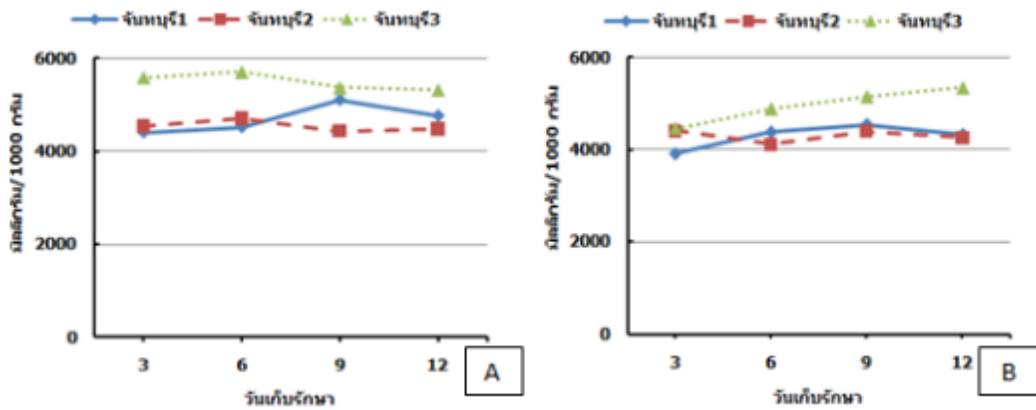 จันทบุรี1 จันทบุรี2 จันทบุรี3
6000
4000
2000
0
มิลลิกรัม/1000 กรัม
3 6 9 12
วันเก็บรักษา
A
จันทบุรี1 จันทบุรี2 จันทบุรี3
6000
4000
2000
0
มิลลิกรัม/1000 กรัม
3 6 9 12
วันเก็บรักษา
B